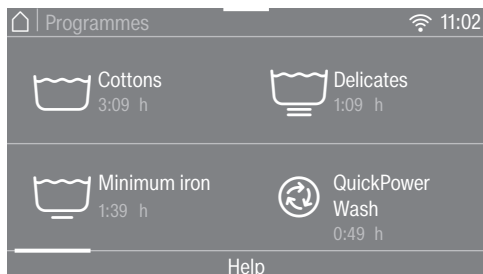 Programmes
11:02
Cottons
3:09 h
Delicates
1:09 h
Minimum iron
1:39 h
QuickPower
Wash
0:49 h
Help